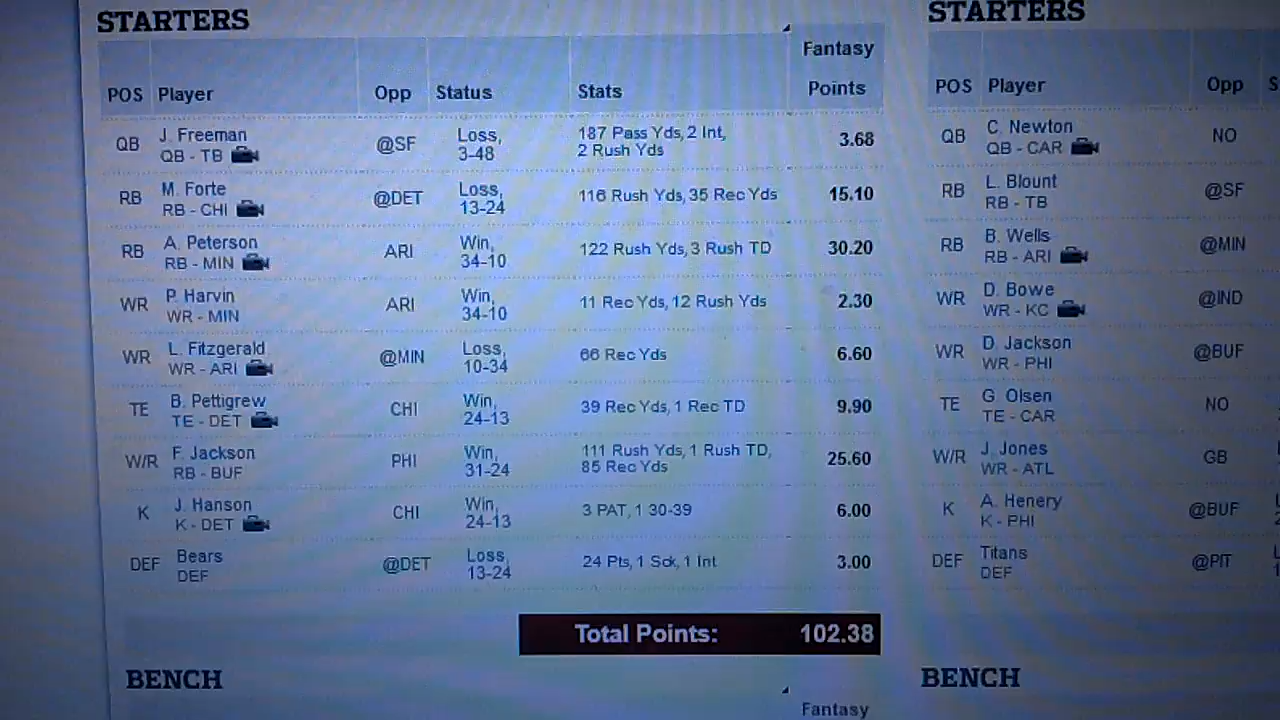 STARTERS
Fantasy
POS Player Opp Status Stats Points
QB J. Freeman @SF Loss, 187 Pass Yds, 2 Int, 3.68
QB - TB 3-48 2 Rush Yds
RB M. Forte @DET Loss, 116 Rush Yds, 35 Rec Yds 15.10
RB - CHI 13-24
RB A. Peterson ARI Win, 122 Rush Yds, 3 Rush TD 30.20
RB - MIN 34-10
WR P. Harvin ARI Win, 11 Rec Yds, 12 Rush Yds 2.30
WR - MIN 34-10
WR L. Fitzgerald @MIN Loss, 66 Rec Yds 6.60
WR - ARI 10-34
TE B. Pettigrew CHI Win, 39 Rec Yds, 1 Rec TD 9.90
TE - DET 24-13
W/R F. Jackson PHI Win, 111 Rush Yds, 1 Rush TD, 25.60
RB - BUF 31-24 85 Rec Yds
K J. Hanson CHI Win, 3 PAT, 1 30-39 6.00
K - DET 24-13
DEF Bears @DET Loss, 24 Pts, 1 Sck, 1 Int 3.00
DEF 13-24
Total Points: 102.38
BENCH
Fantasy
STARTERS
POS Player Opp
QB C. Newton NO
QB - CAR
RB L. Blount @SF
RB - TB
RB B. Wells @MIN
RB - ARI
WR D. Bowe @IND
WR - KC
WR D. Jackson @BUF
WR - PHI
TE G. Olsen NO
TE - CAR
W/R J. Jones GB
WR - ATL
K A. Henery @BUF
K - PHI
DEF Titans @PIT
DEF
BENCH